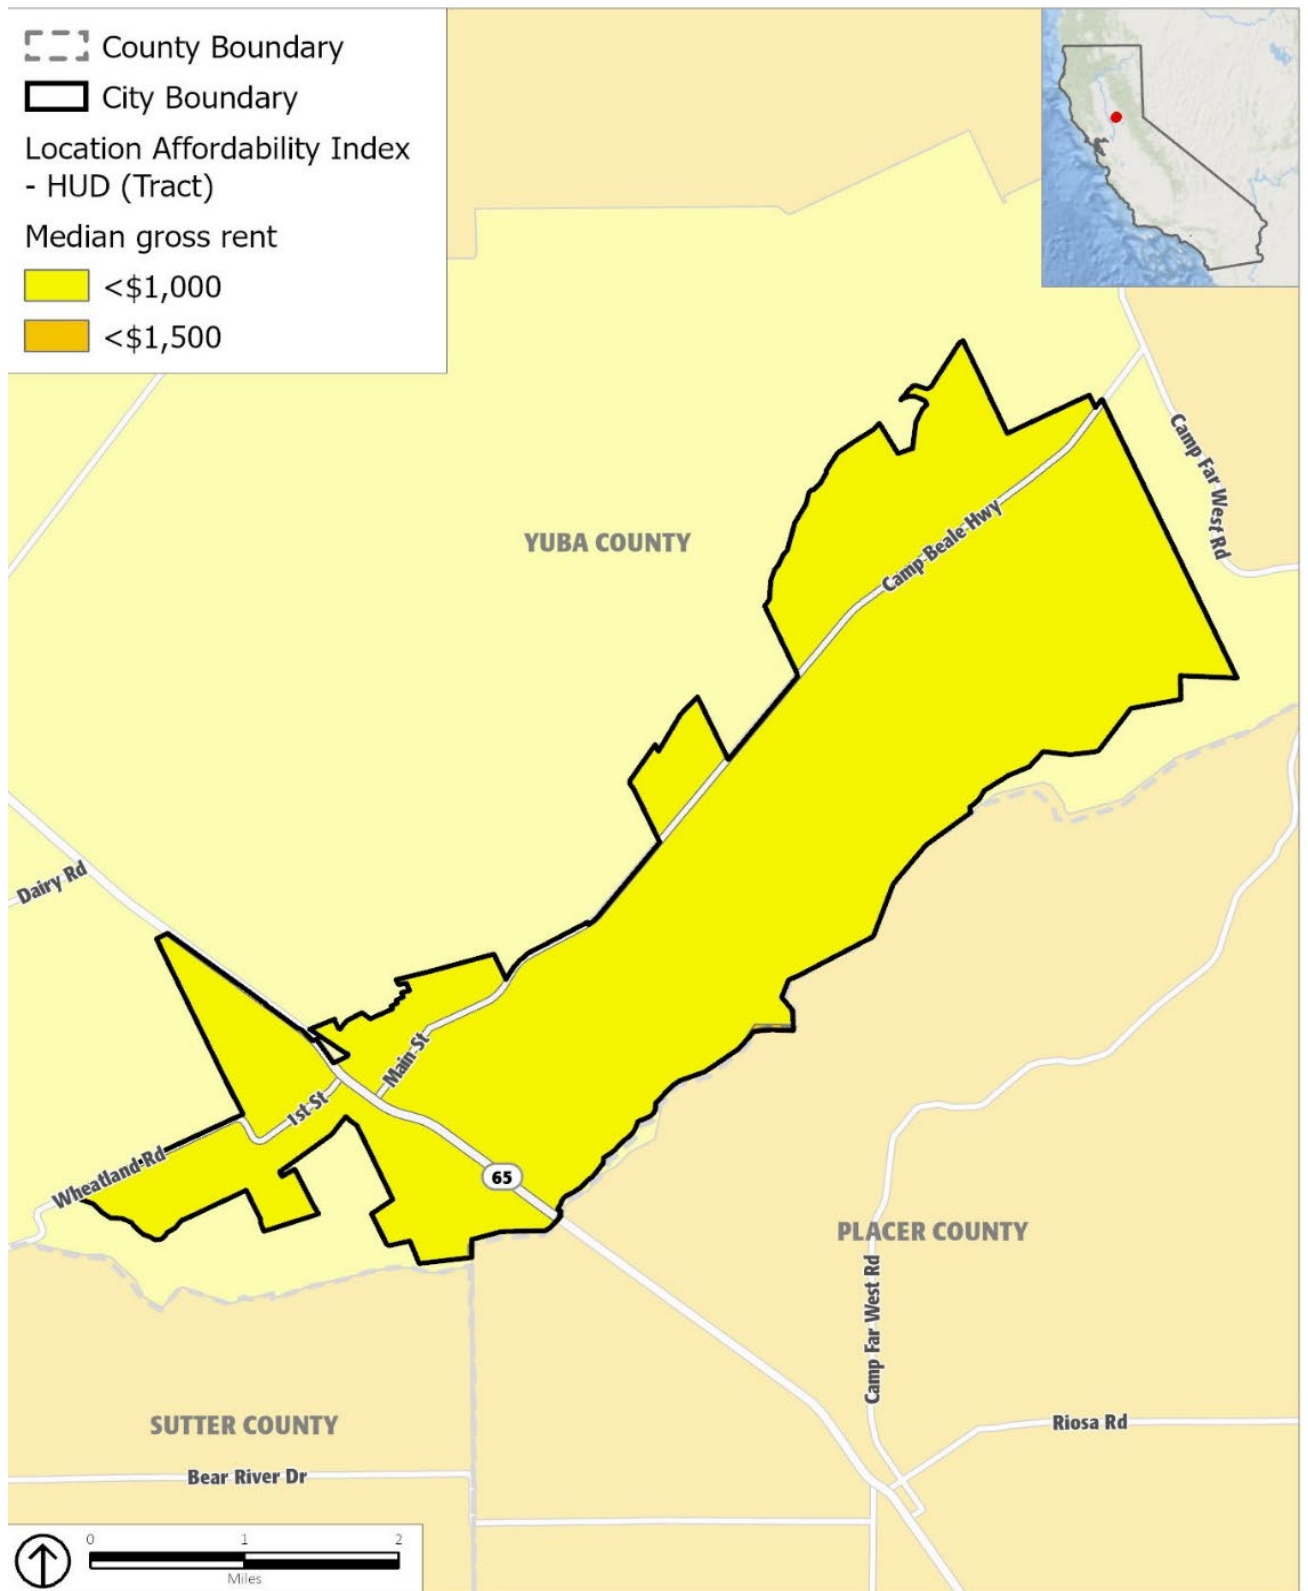 County Boundary
City Boundary
Location Affordability Index
- HUD (Tract)
Median gross rent
<$1,000
<$1,500
Camp Far West Rd
YUBA COUNTY
Camp Beale Hwy
Dairy Rd
Main St
1st St
Wheatland Rd
65
PLACER COUNTY
Camp Far West Rd
SUTTER COUNTY
Riosa Rd
Bear River Dr
0 1 2
Miles